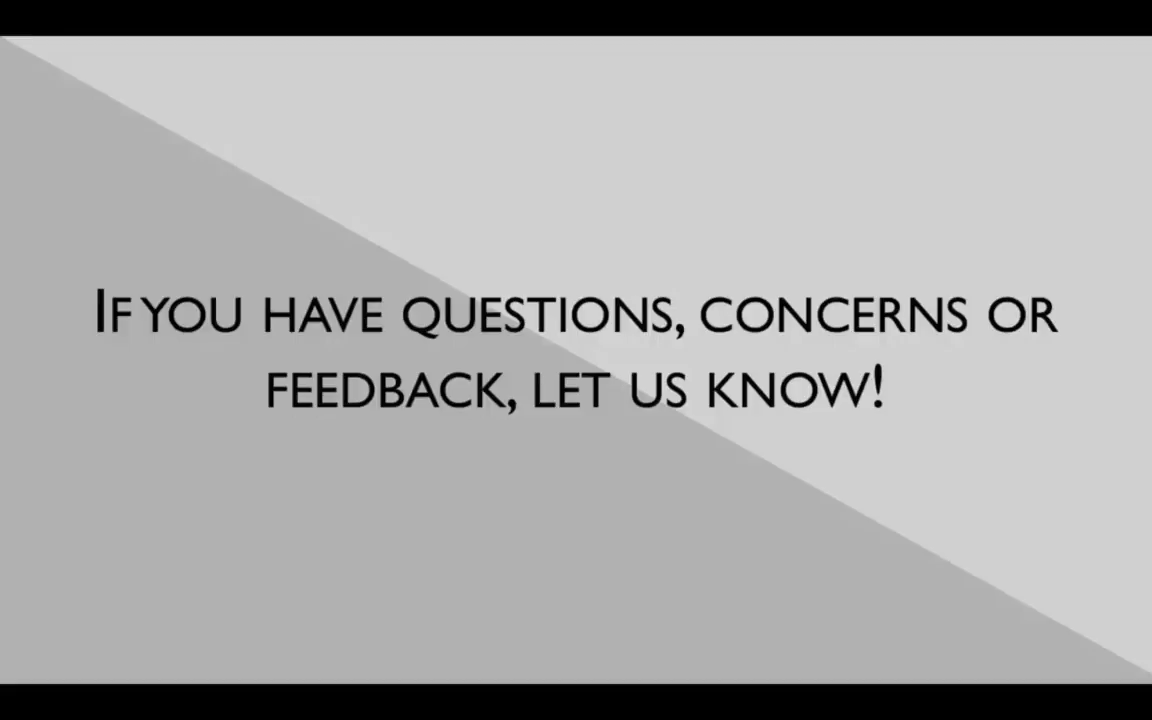 If you have questions, concerns or
feedback, let us know!